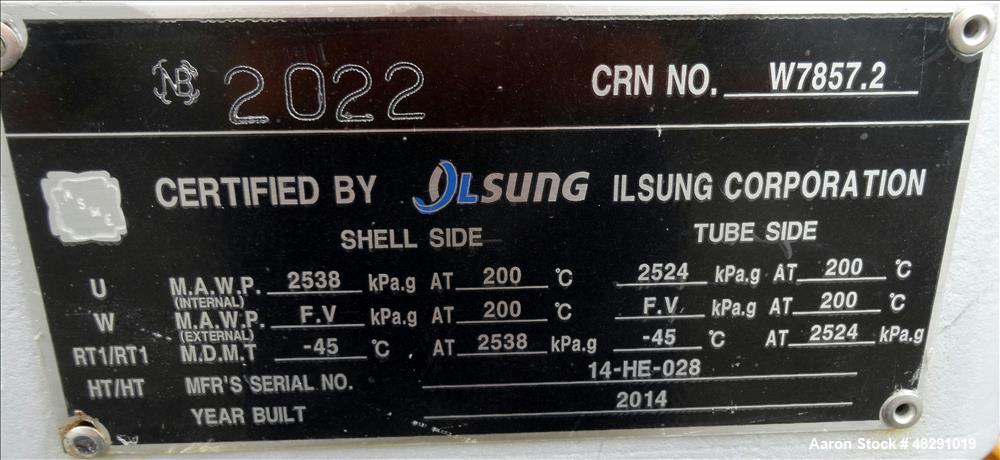 NB 2022 CRN NO. W7857.2
ASME CERTIFIED BY ILSUNG ILSUNG CORPORATION
SHELL SIDE TUBE SIDE
U M.A.W.P. 2538 kPa.g AT 200 ℃ 2524 kPa.g AT 200 ℃
(INTERNAL)
W M.A.W.P. F.V kPa.g AT 200 ℃ F.V kPa.g AT 200 ℃
(EXTERNAL)
RT1/RT1 M.D.M.T -45 ℃ AT 2538 kPa.g -45 ℃ AT 2524 kPa.g
HT/HT MFR'S SERIAL NO. 14-HE-028
YEAR BUILT 2014
Aaron Stock # 48291019